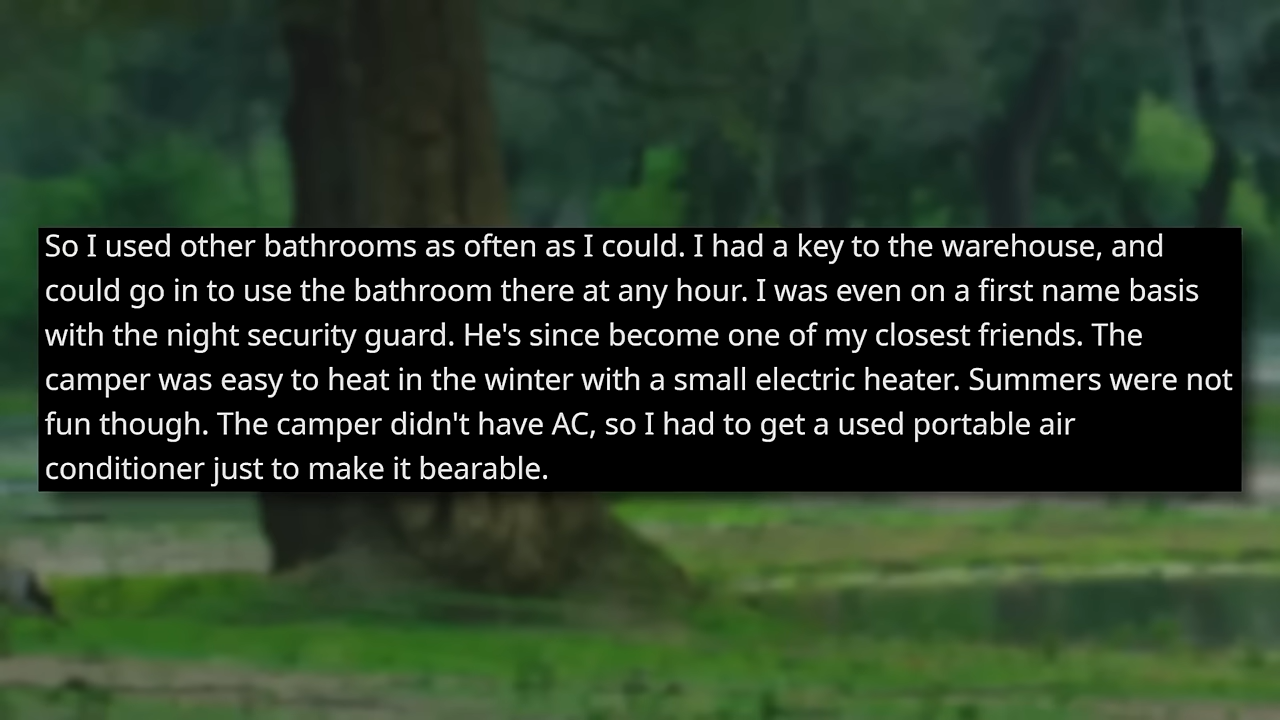 So I used other bathrooms as often as I could. I had a key to the warehouse, and
could go in to use the bathroom there at any hour. I was even on a first name basis
with the night security guard. He's since become one of my closest friends. The
camper was easy to heat in the winter with a small electric heater. Summers were not
fun though. The camper didn't have AC, so I had to get a used portable air
conditioner just to make it bearable.